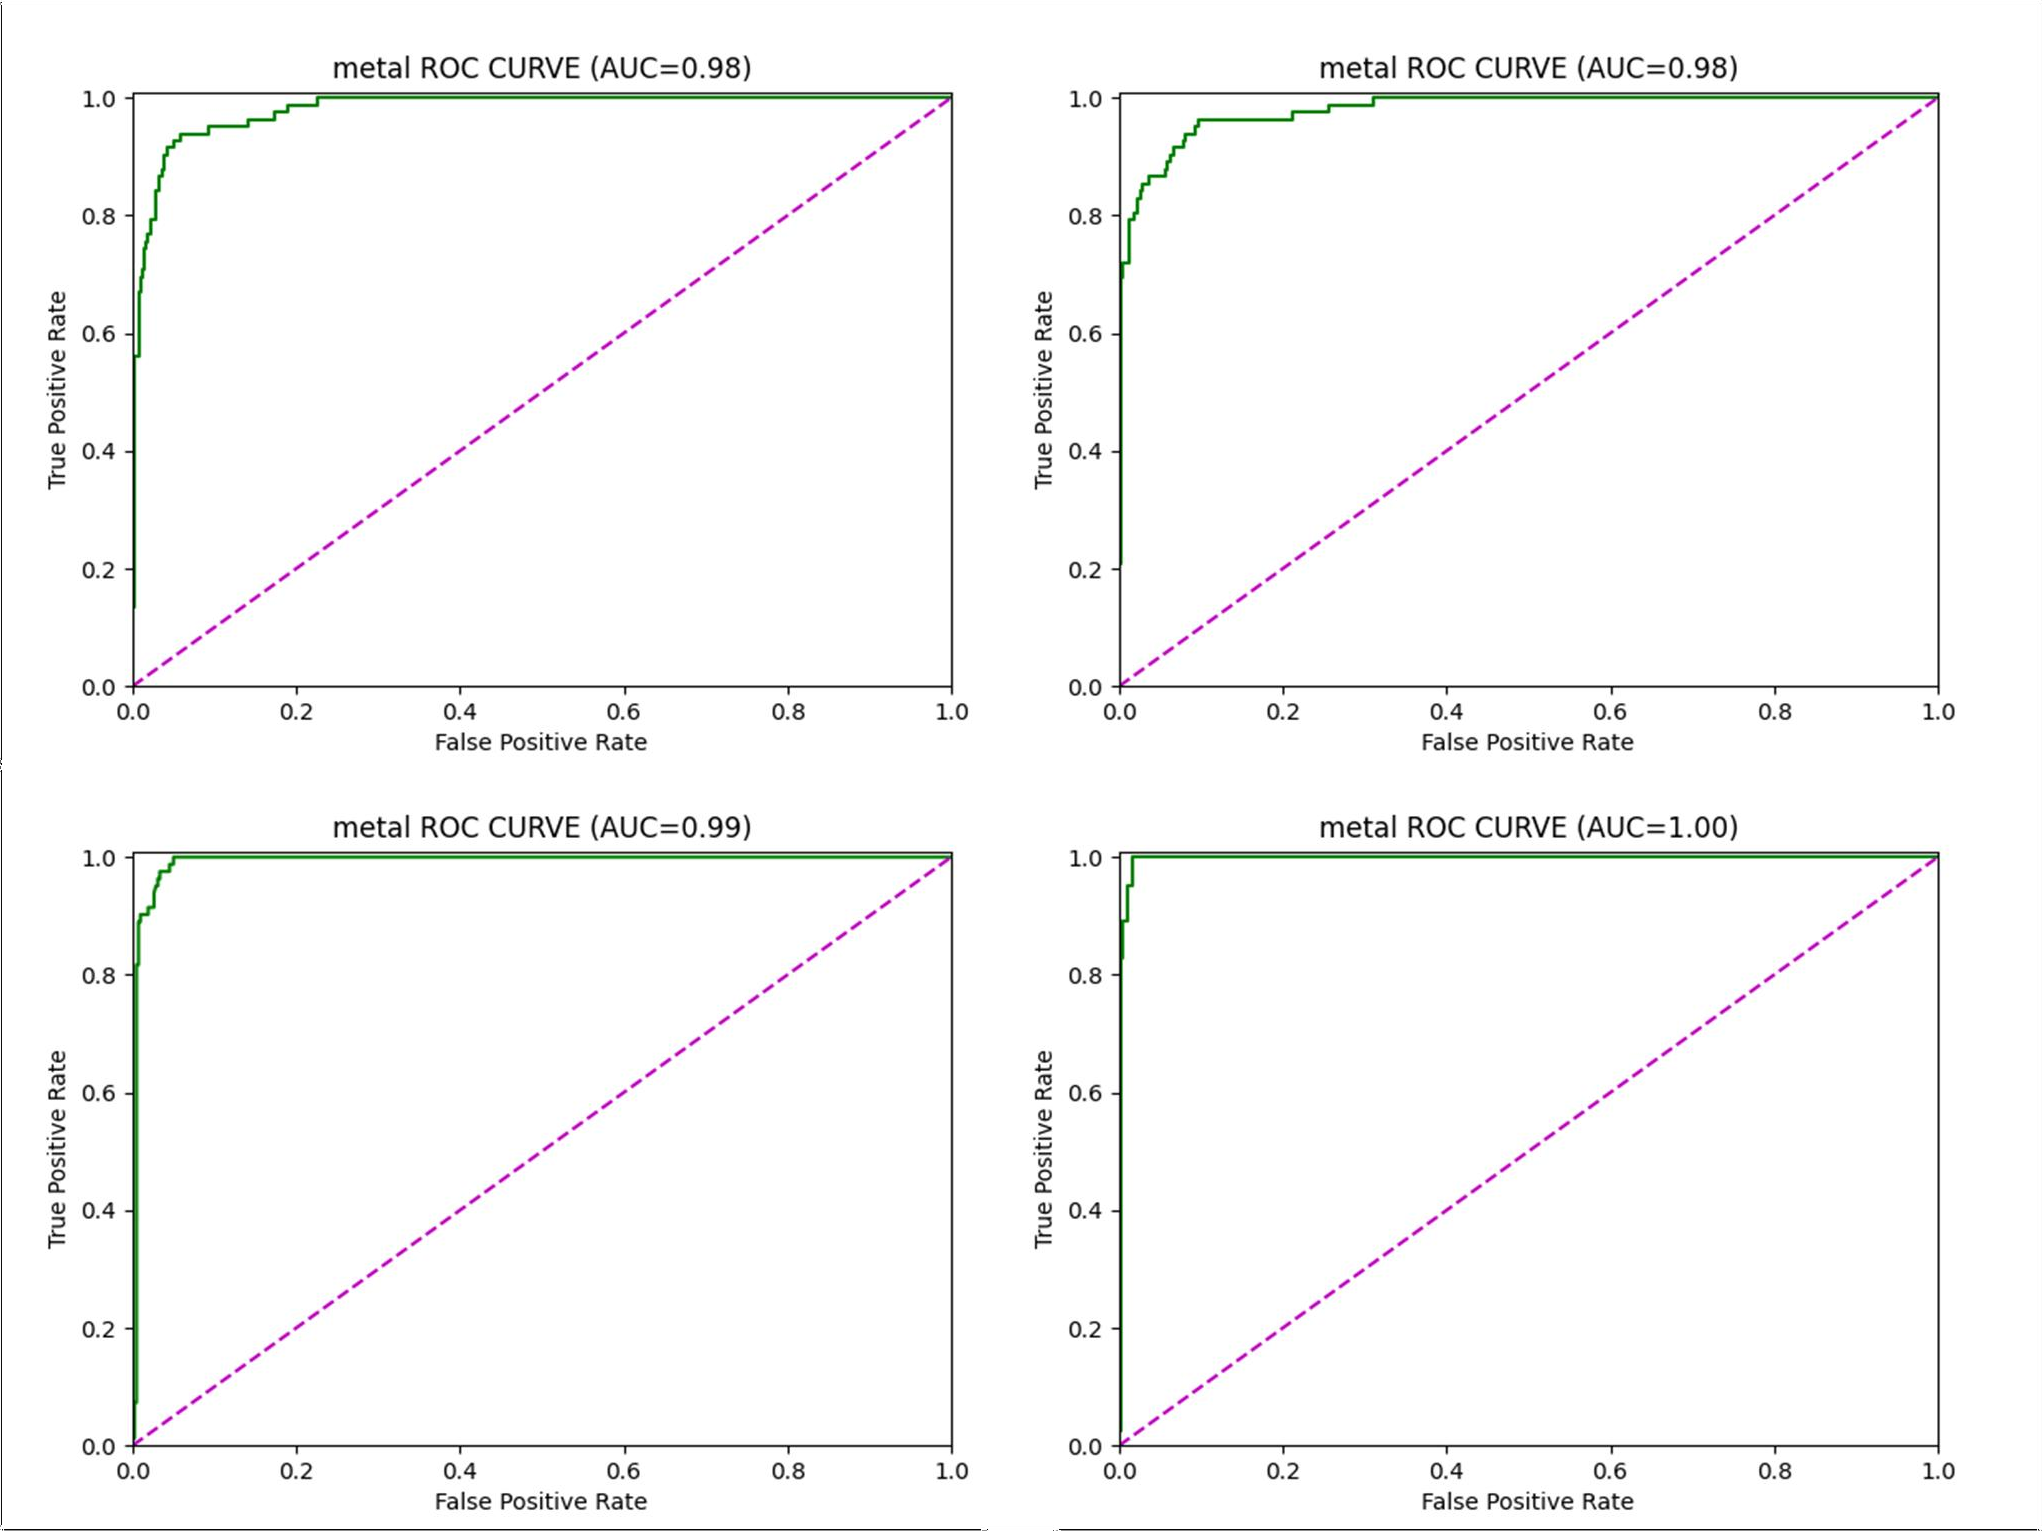 metal ROC CURVE (AUC=0.98)
1.0
0.8
0.6
0.4
0.2
0.0
True Positive Rate
0.0 0.2 0.4 0.6 0.8 1.0
False Positive Rate
metal ROC CURVE (AUC=0.98)
1.0
0.8
0.6
0.4
0.2
0.0
True Positive Rate
0.0 0.2 0.4 0.6 0.8 1.0
False Positive Rate
metal ROC CURVE (AUC=0.99)
1.0
0.8
0.6
0.4
0.2
0.0
True Positive Rate
0.0 0.2 0.4 0.6 0.8 1.0
False Positive Rate
metal ROC CURVE (AUC=1.00)
1.0
0.8
0.6
0.4
0.2
0.0
True Positive Rate
0.0 0.2 0.4 0.6 0.8 1.0
False Positive Rate